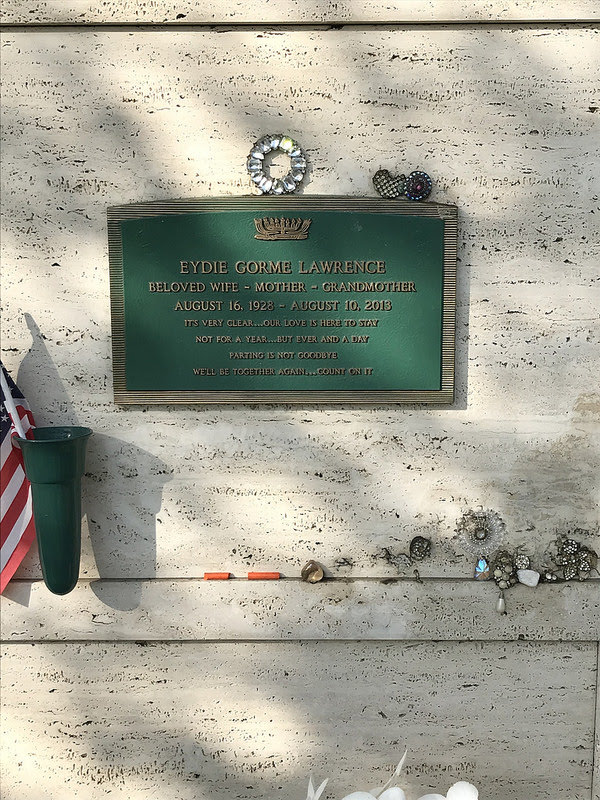 EYDIE GORME LAWRENCE
BELOVED WIFE ~ MOTHER ~ GRANDMOTHER
AUGUST 16, 1928 ~ AUGUST 10, 2013
IT'S VERY CLEAR...OUR LOVE IS HERE TO STAY
NOT FOR A YEAR...BUT EVER AND A DAY
PARTING IS NOT GOODBYE
WE'LL BE TOGETHER AGAIN...COUNT ON IT